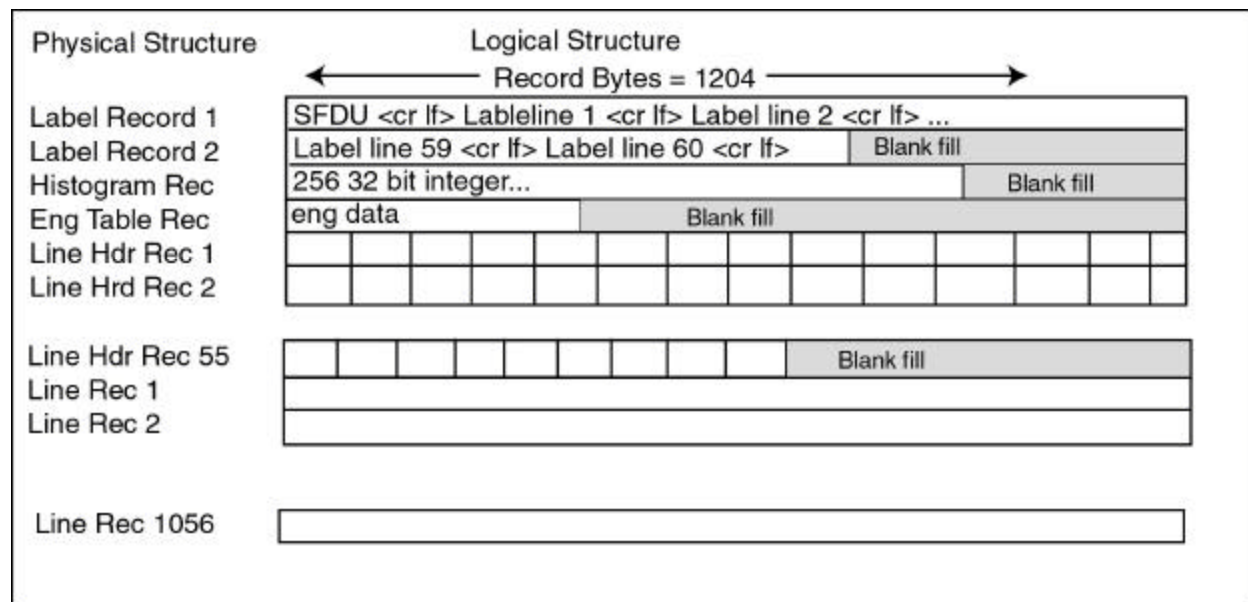 Physical Structure
Logical Structure
Record Bytes = 1204
Label Record 1
SFDU <cr lf> Lableline 1 <cr lf> Label line 2 <cr lf> ...
Label Record 2
Label line 59 <cr lf> Label line 60 <cr lf>
Blank fill
Histogram Rec
256 32 bit integer...
Blank fill
Eng Table Rec
eng data
Blank fill
Line Hdr Rec 1
Line Hrd Rec 2
Line Hdr Rec 55
Blank fill
Line Rec 1
Line Rec 2
Line Rec 1056